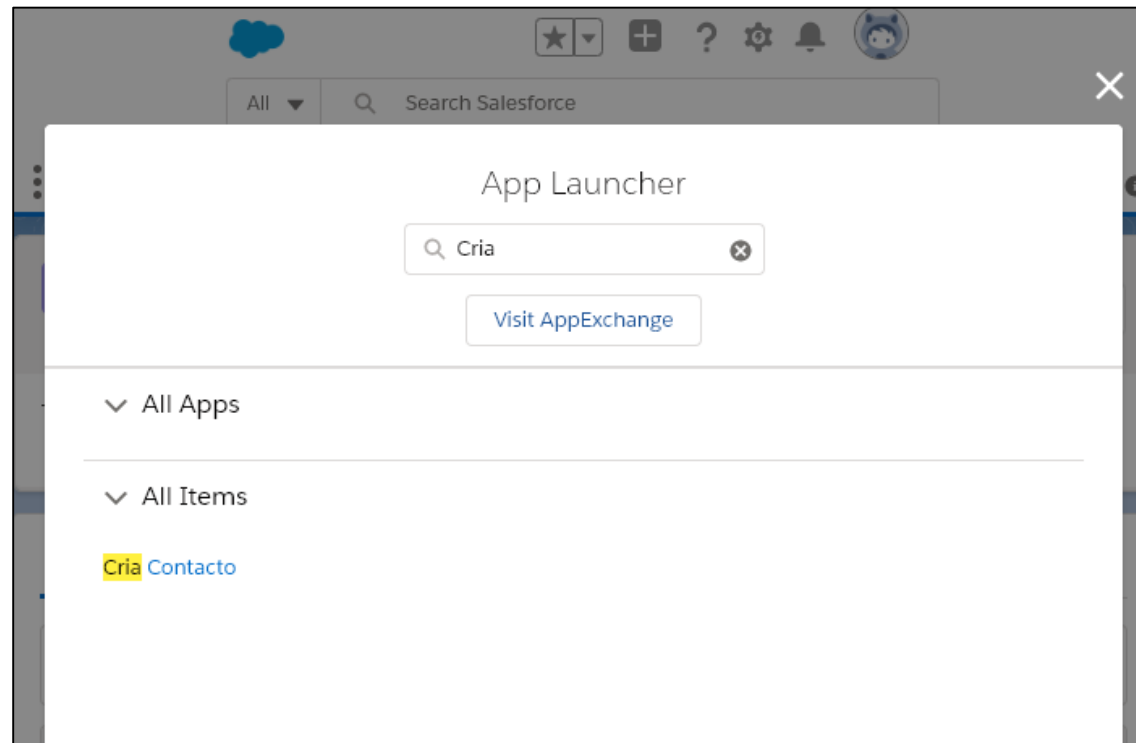 All
Search Salesforce
App Launcher
Cria
Visit AppExchange
All Apps
All Items
Cria Contacto